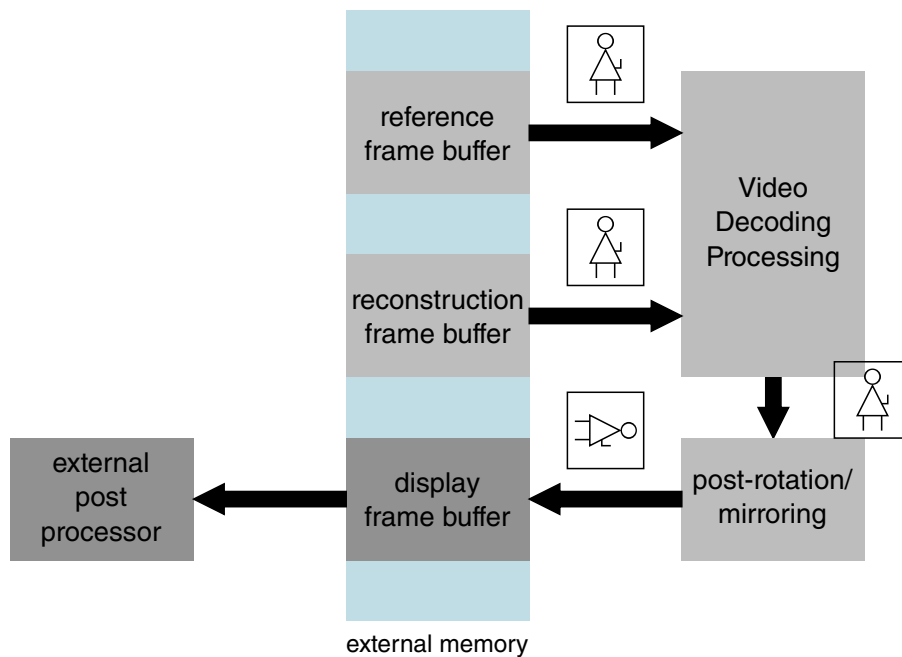 reference
frame buffer
Video
Decoding
Processing
reconstruction
frame buffer
external
post
processor
display
frame buffer
post-rotation/
mirroring
external memory